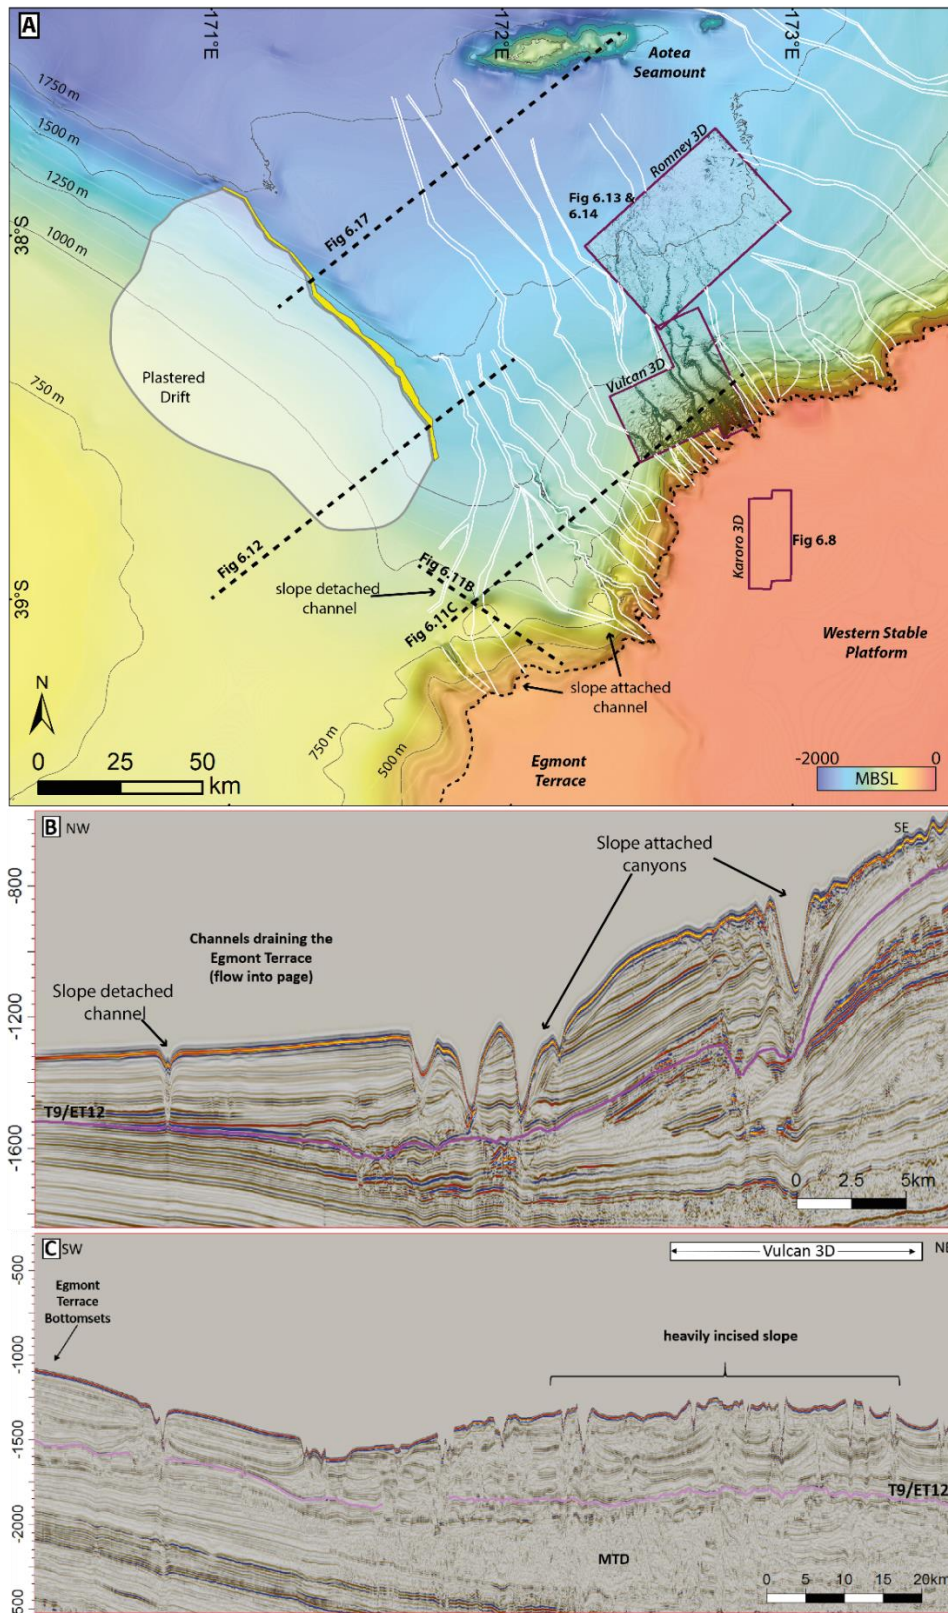 A
171°E
172°E
173°E
Aotea
Seamount
1750 m
1500 m
1250 m
1000 m
Romney 3D
Fig 6.13 &
6.14
38°S
Fig 6.17
Plastered
Drift
750 m
Vulcan 3D
Karoro 3D
Fig 6.8
Fig 6.12
Fig 6.11B
slope detached
channel
Fig 6.11C
39°S
Western Stable
Platform
N
slope attached
channel
750 m
500 m
0 25 50
km
Egmont
Terrace
-2000 0
MBSL
B NW
SE
Slope attached
canyons
-800
Channels draining the
Egmont Terrace
(flow into page)
Slope detached
channel
-1200
T9/ET12
-1600
0 2.5 5km
C SW
Vulcan 3D
-500
Egmont
Terrace
Bottomsets
heavily incised slope
-1000
-1500
T9/ET12
-2000
MTD
0 5 10 15 20km